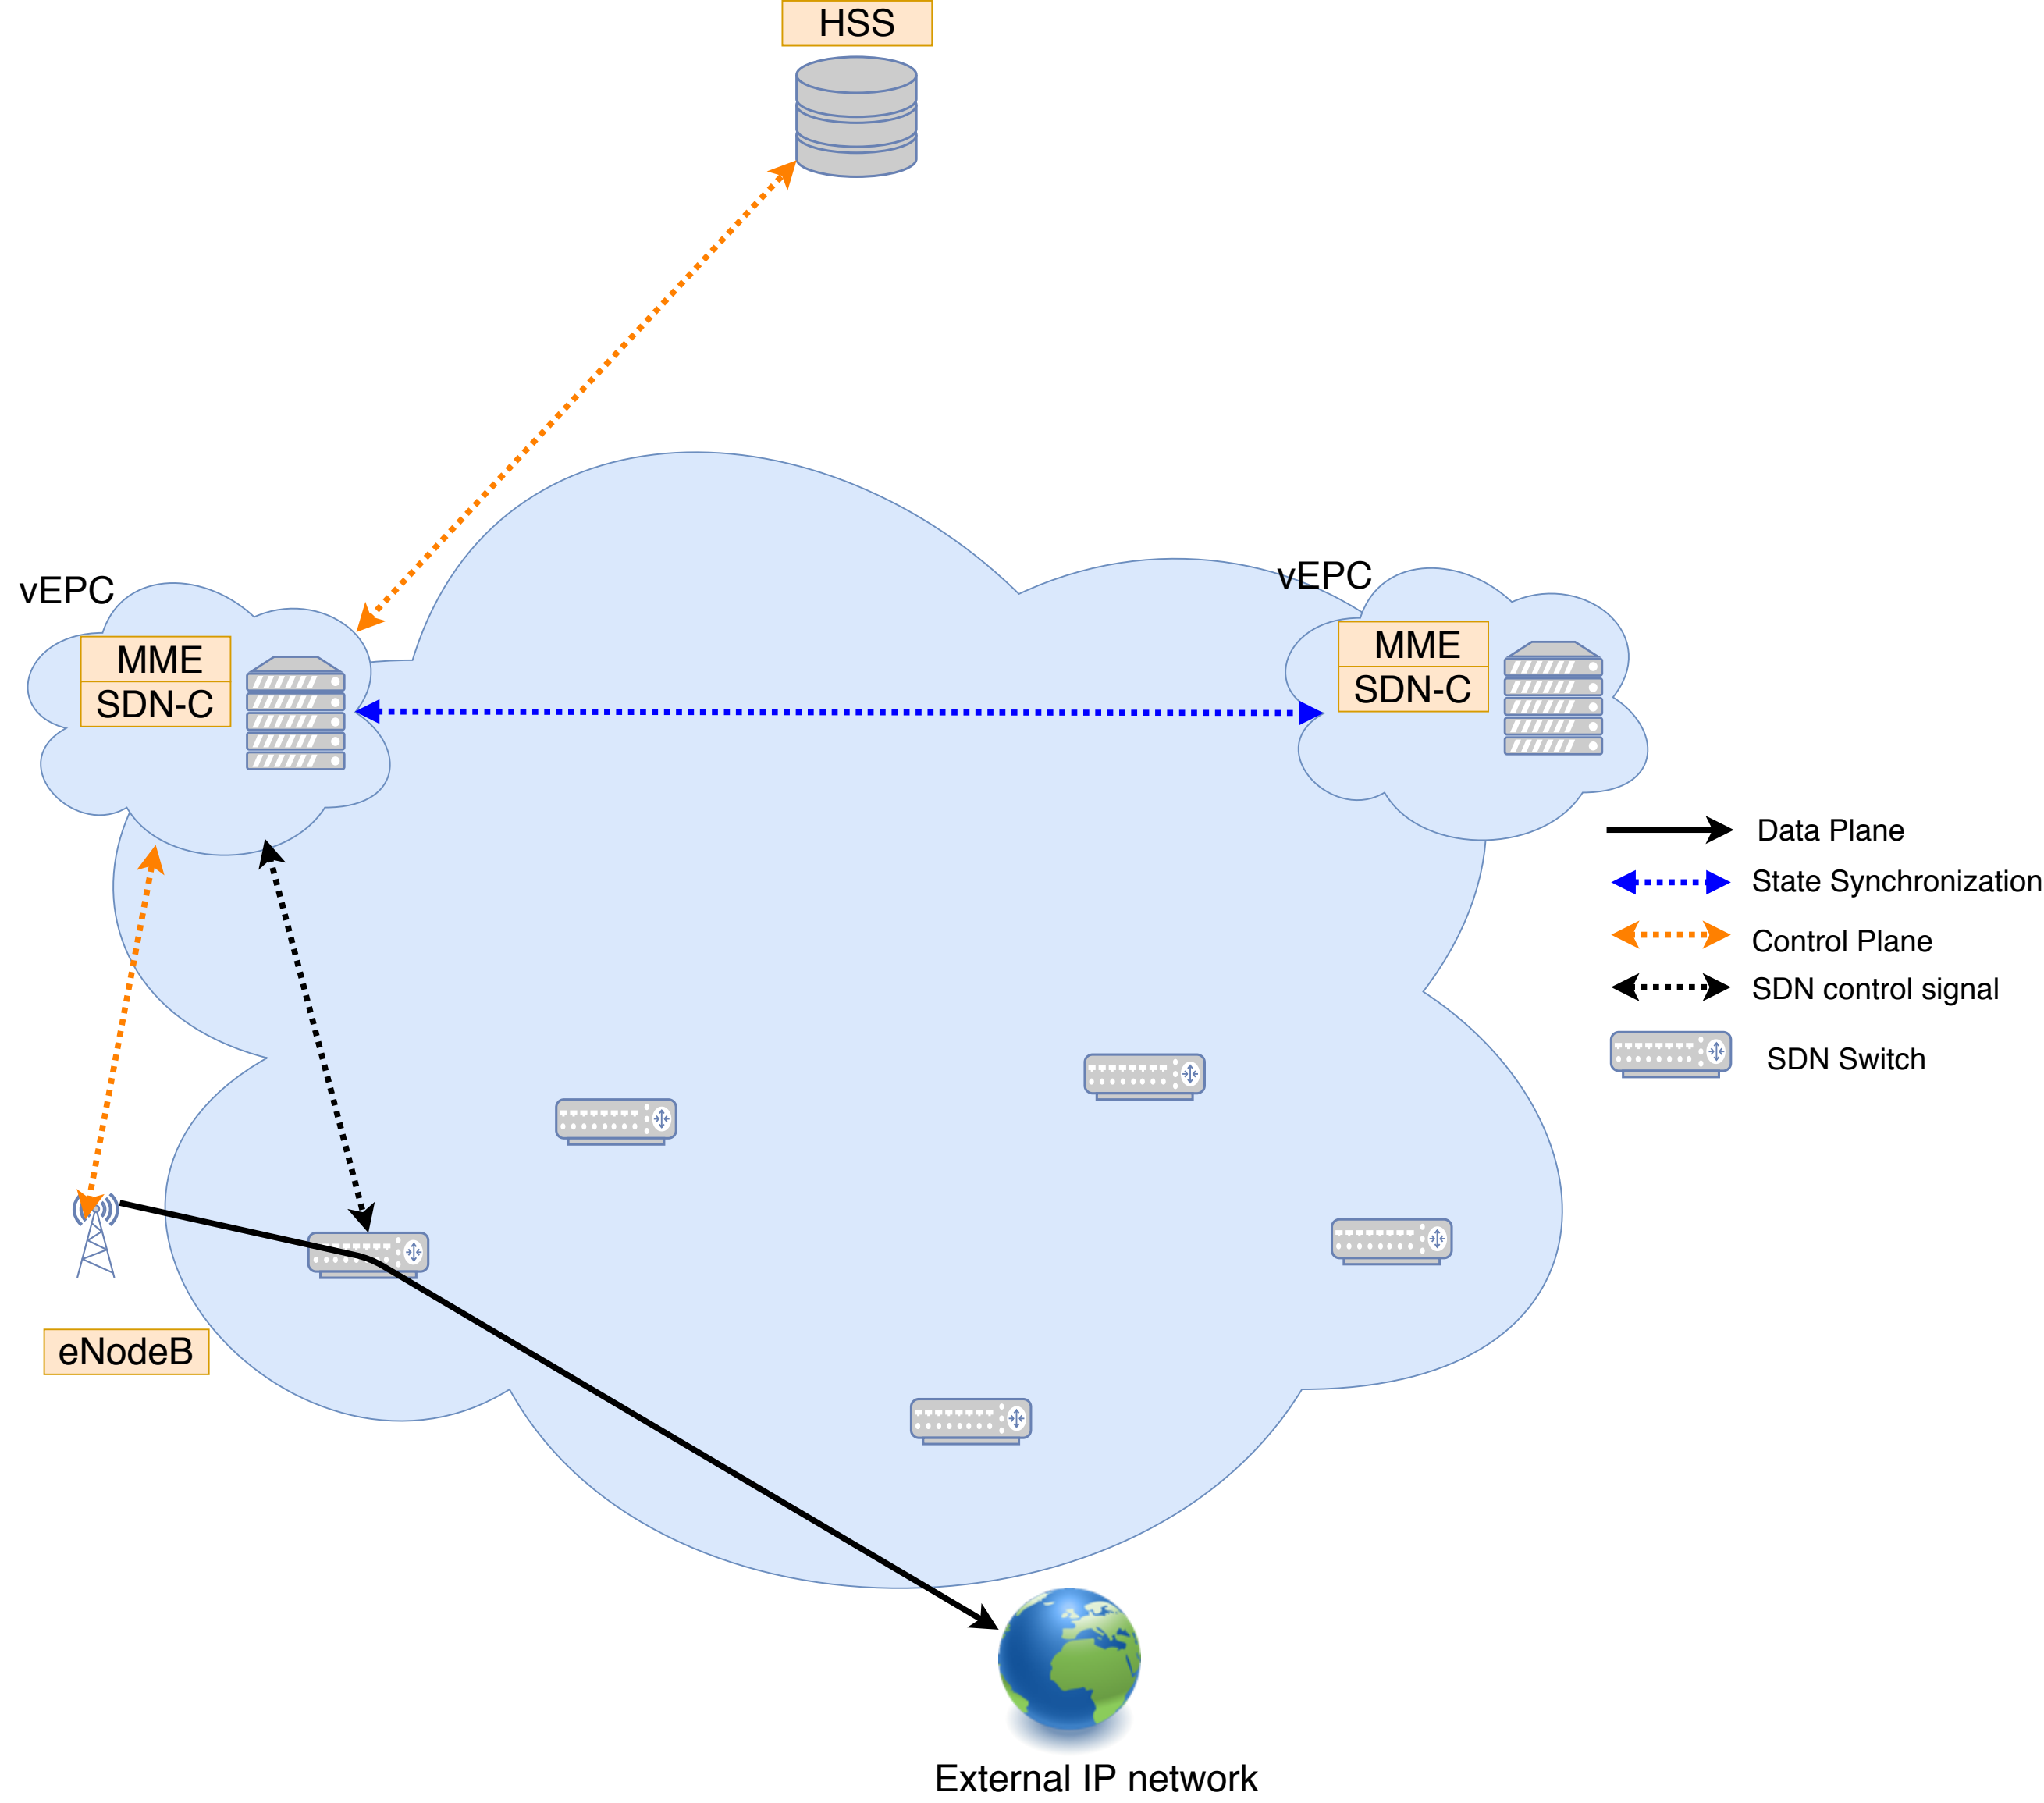 HSS
vEPC
MME
SDN-C
vEPC
MME
SDN-C
Data Plane
State Synchronization
Control Plane
SDN control signal
SDN Switch
eNodeB
External IP network